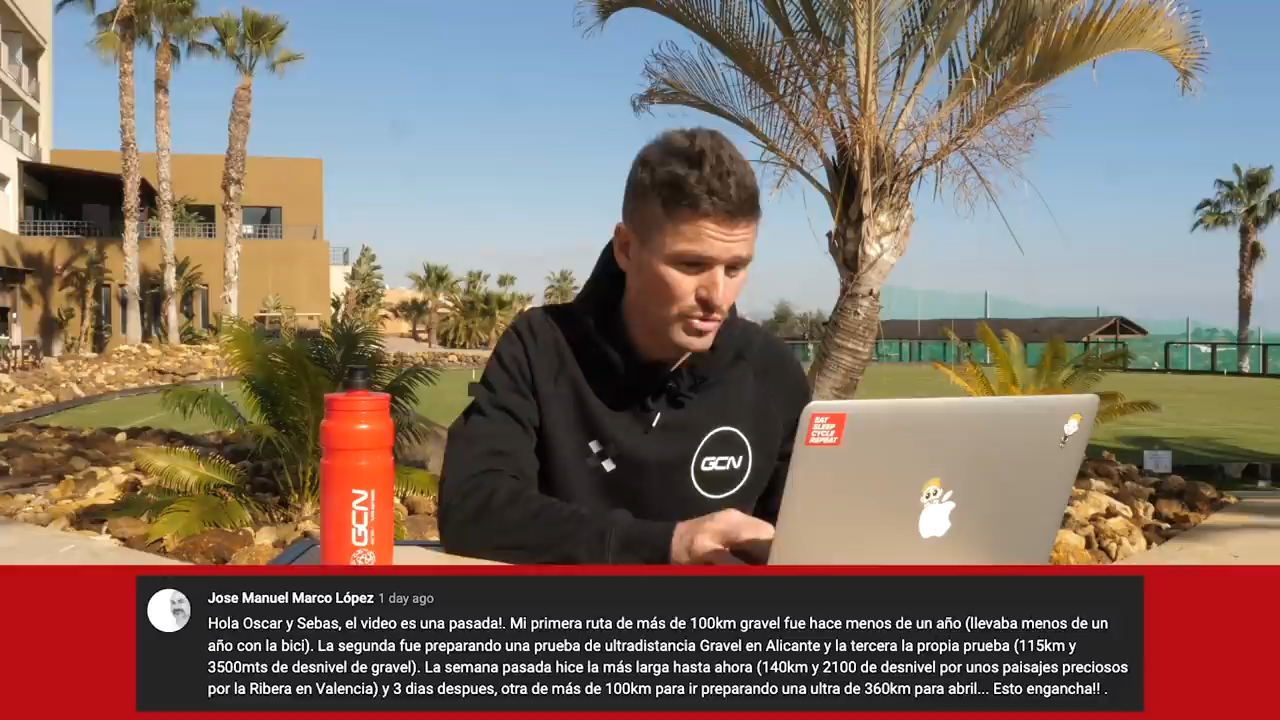 EAT
SLEEP
CYCLE
REPEAT
GCN
GCN
Jose Manuel Marco López 1 day ago
Hola Oscar y Sebas, el video es una pasada!. Mi primera ruta de más de 100km gravel fue hace menos de un año (llevaba menos de un
año con la bici). La segunda fue preparando una prueba de ultradistancia Gravel en Alicante y la tercera la propia prueba (115km y
3500mts de desnivel de gravel). La semana pasada hice la más larga hasta ahora (140km y 2100 de desnivel por unos paisajes preciosos
por la Ribera en Valencia) y 3 dias despues, otra de más de 100km para ir preparando una ultra de 360km para abril... Esto engancha!! .